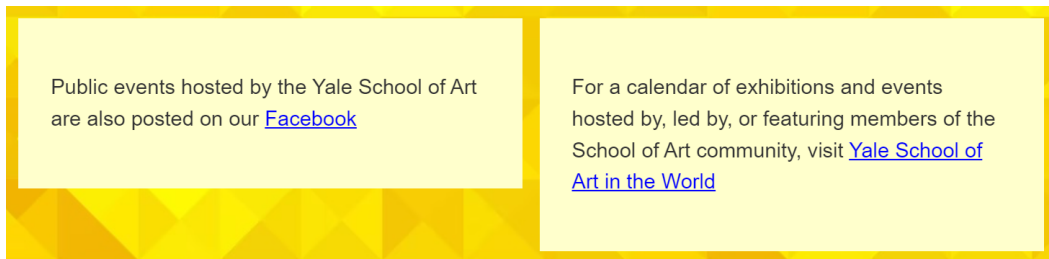 Public events hosted by the Yale School of Art
are also posted on our Facebook
For a calendar of exhibitions and events
hosted by, led by, or featuring members of the
School of Art community, visit Yale School of
Art in the World